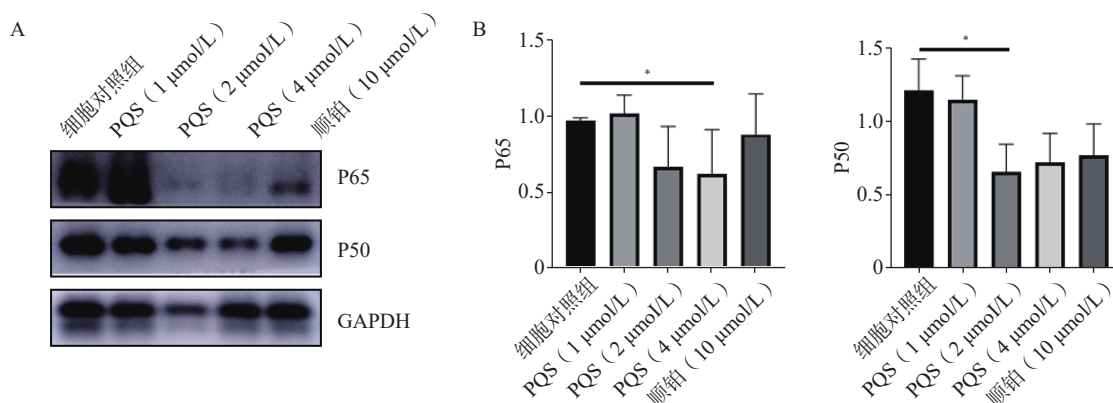 A
细胞对照组
PQS（1 μmol/L）
PQS（2 μmol/L）
PQS（4 μmol/L）
顺铂（10 μmol/L）
P65
P50
GAPDH
B
1.5
1.0
0.5
0
P65
*
细胞对照组
PQS（1 μmol/L）
PQS（2 μmol/L）
PQS（4 μmol/L）
顺铂（10 μmol/L）
1.5
1.0
0.5
0
P50
*
细胞对照组
PQS（1 μmol/L）
PQS（2 μmol/L）
PQS（4 μmol/L）
顺铂（10 μmol/L）